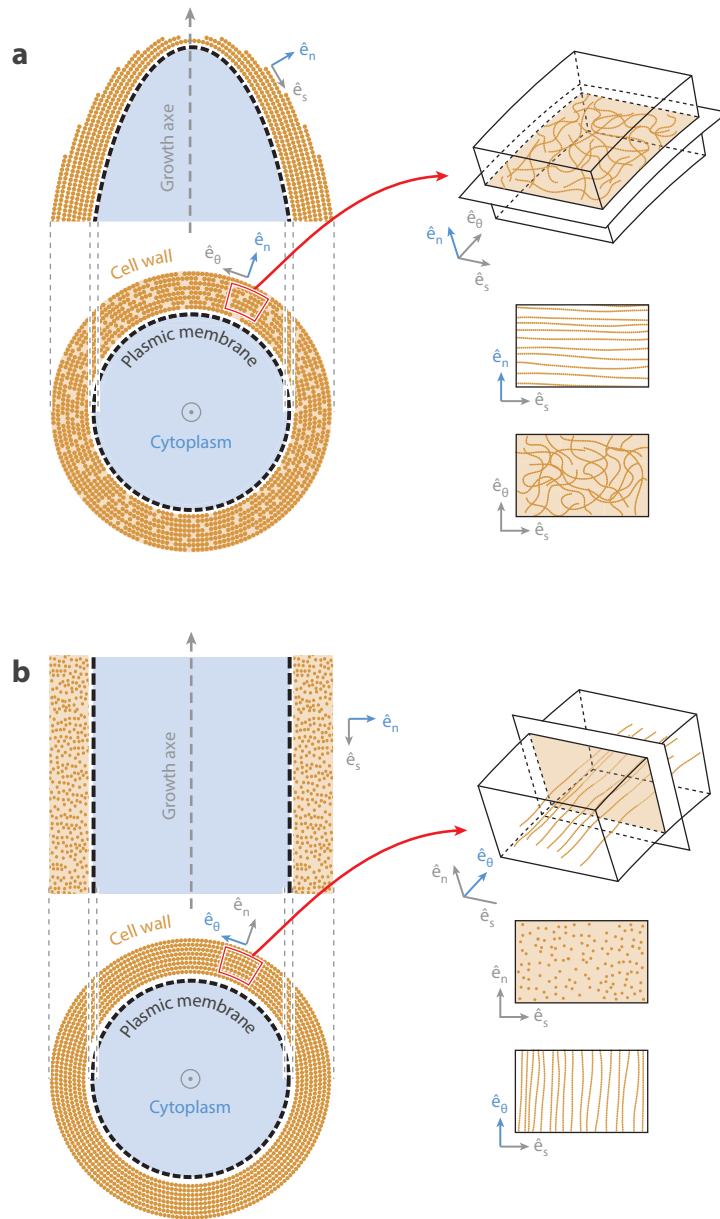 a
ê_n
ê_s
Growth axe
ê_θ
ê_n
Cell wall
Plasmic membrane
Cytoplasm
ê_n
ê_θ
ê_s
ê_n
ê_s
ê_θ
ê_s
b
ê_n
ê_s
Growth axe
ê_n
ê_θ
Cell wall
Plasmic membrane
Cytoplasm
ê_n
ê_θ
ê_s
ê_n
ê_s
ê_θ
ê_s